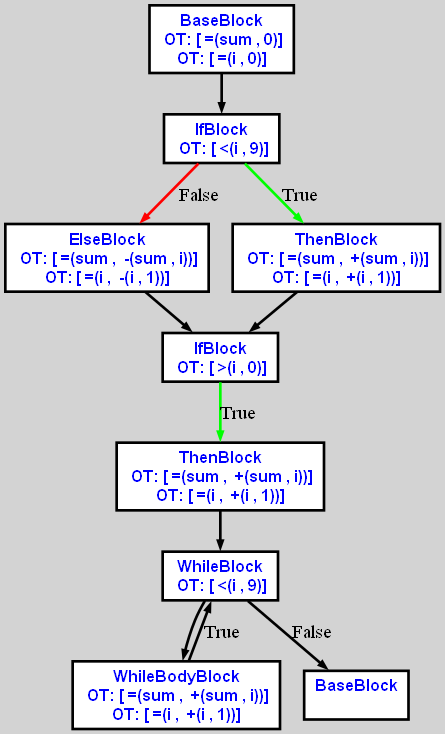 BaseBlock
OT: [ =(sum , 0)]
OT: [ =(i , 0)]
IfBlock
OT: [ <(i , 9)]
False
True
ElseBlock
OT: [ =(sum ,  -(sum , i))]
OT: [ =(i ,  -(i , 1))]
ThenBlock
OT: [ =(sum ,  +(sum , i))]
OT: [ =(i ,  +(i , 1))]
IfBlock
OT: [ >(i , 0)]
True
ThenBlock
OT: [ =(sum ,  +(sum , i))]
OT: [ =(i ,  +(i , 1))]
WhileBlock
OT: [ <(i , 9)]
True
False
WhileBodyBlock
OT: [ =(sum ,  +(sum , i))]
OT: [ =(i ,  +(i , 1))]
BaseBlock